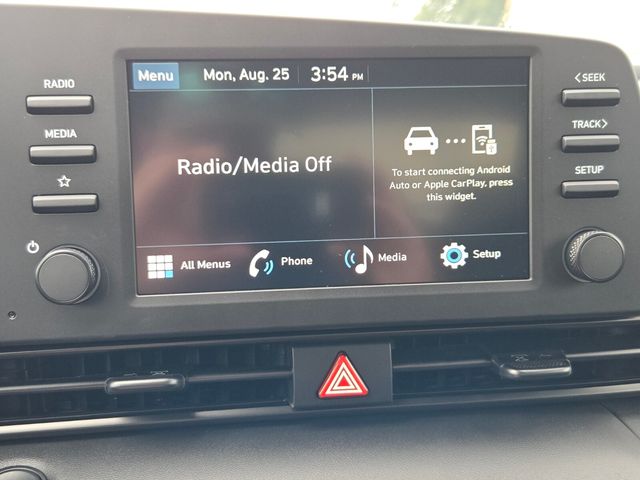 RADIO
MEDIA
Menu Mon, Aug. 25 3:54 PM
Radio/Media Off
To start connecting Android
Auto or Apple CarPlay, press
this widget.
All Menus Phone Media Setup
<SEEK
TRACK>
SETUP